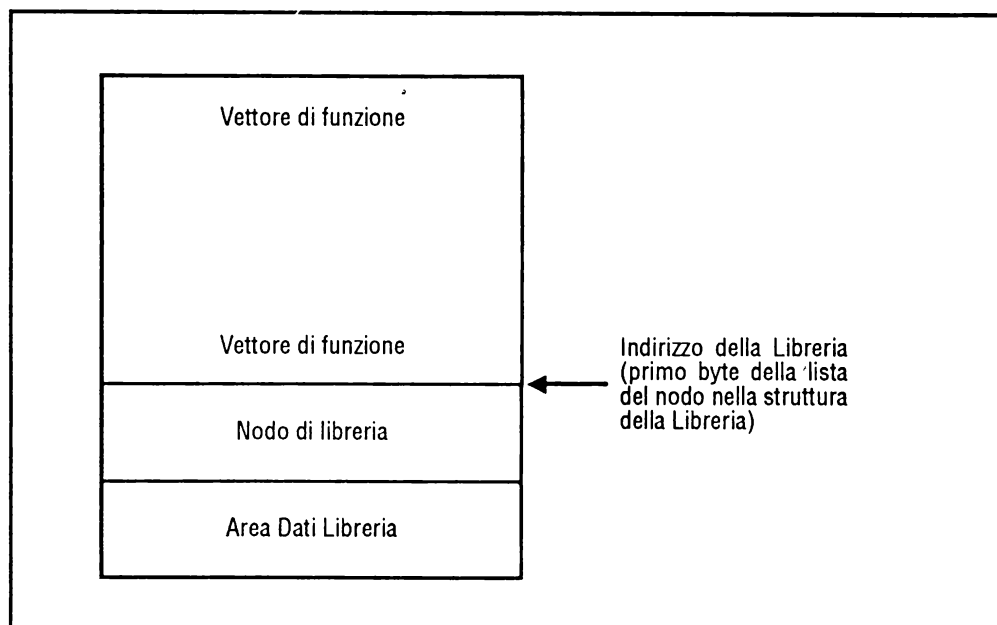 Vettore di funzione
Vettore di funzione
Indirizzo della Libreria
(primo byte della lista
del nodo nella struttura
della Libreria)
Nodo di libreria
Area Dati Libreria